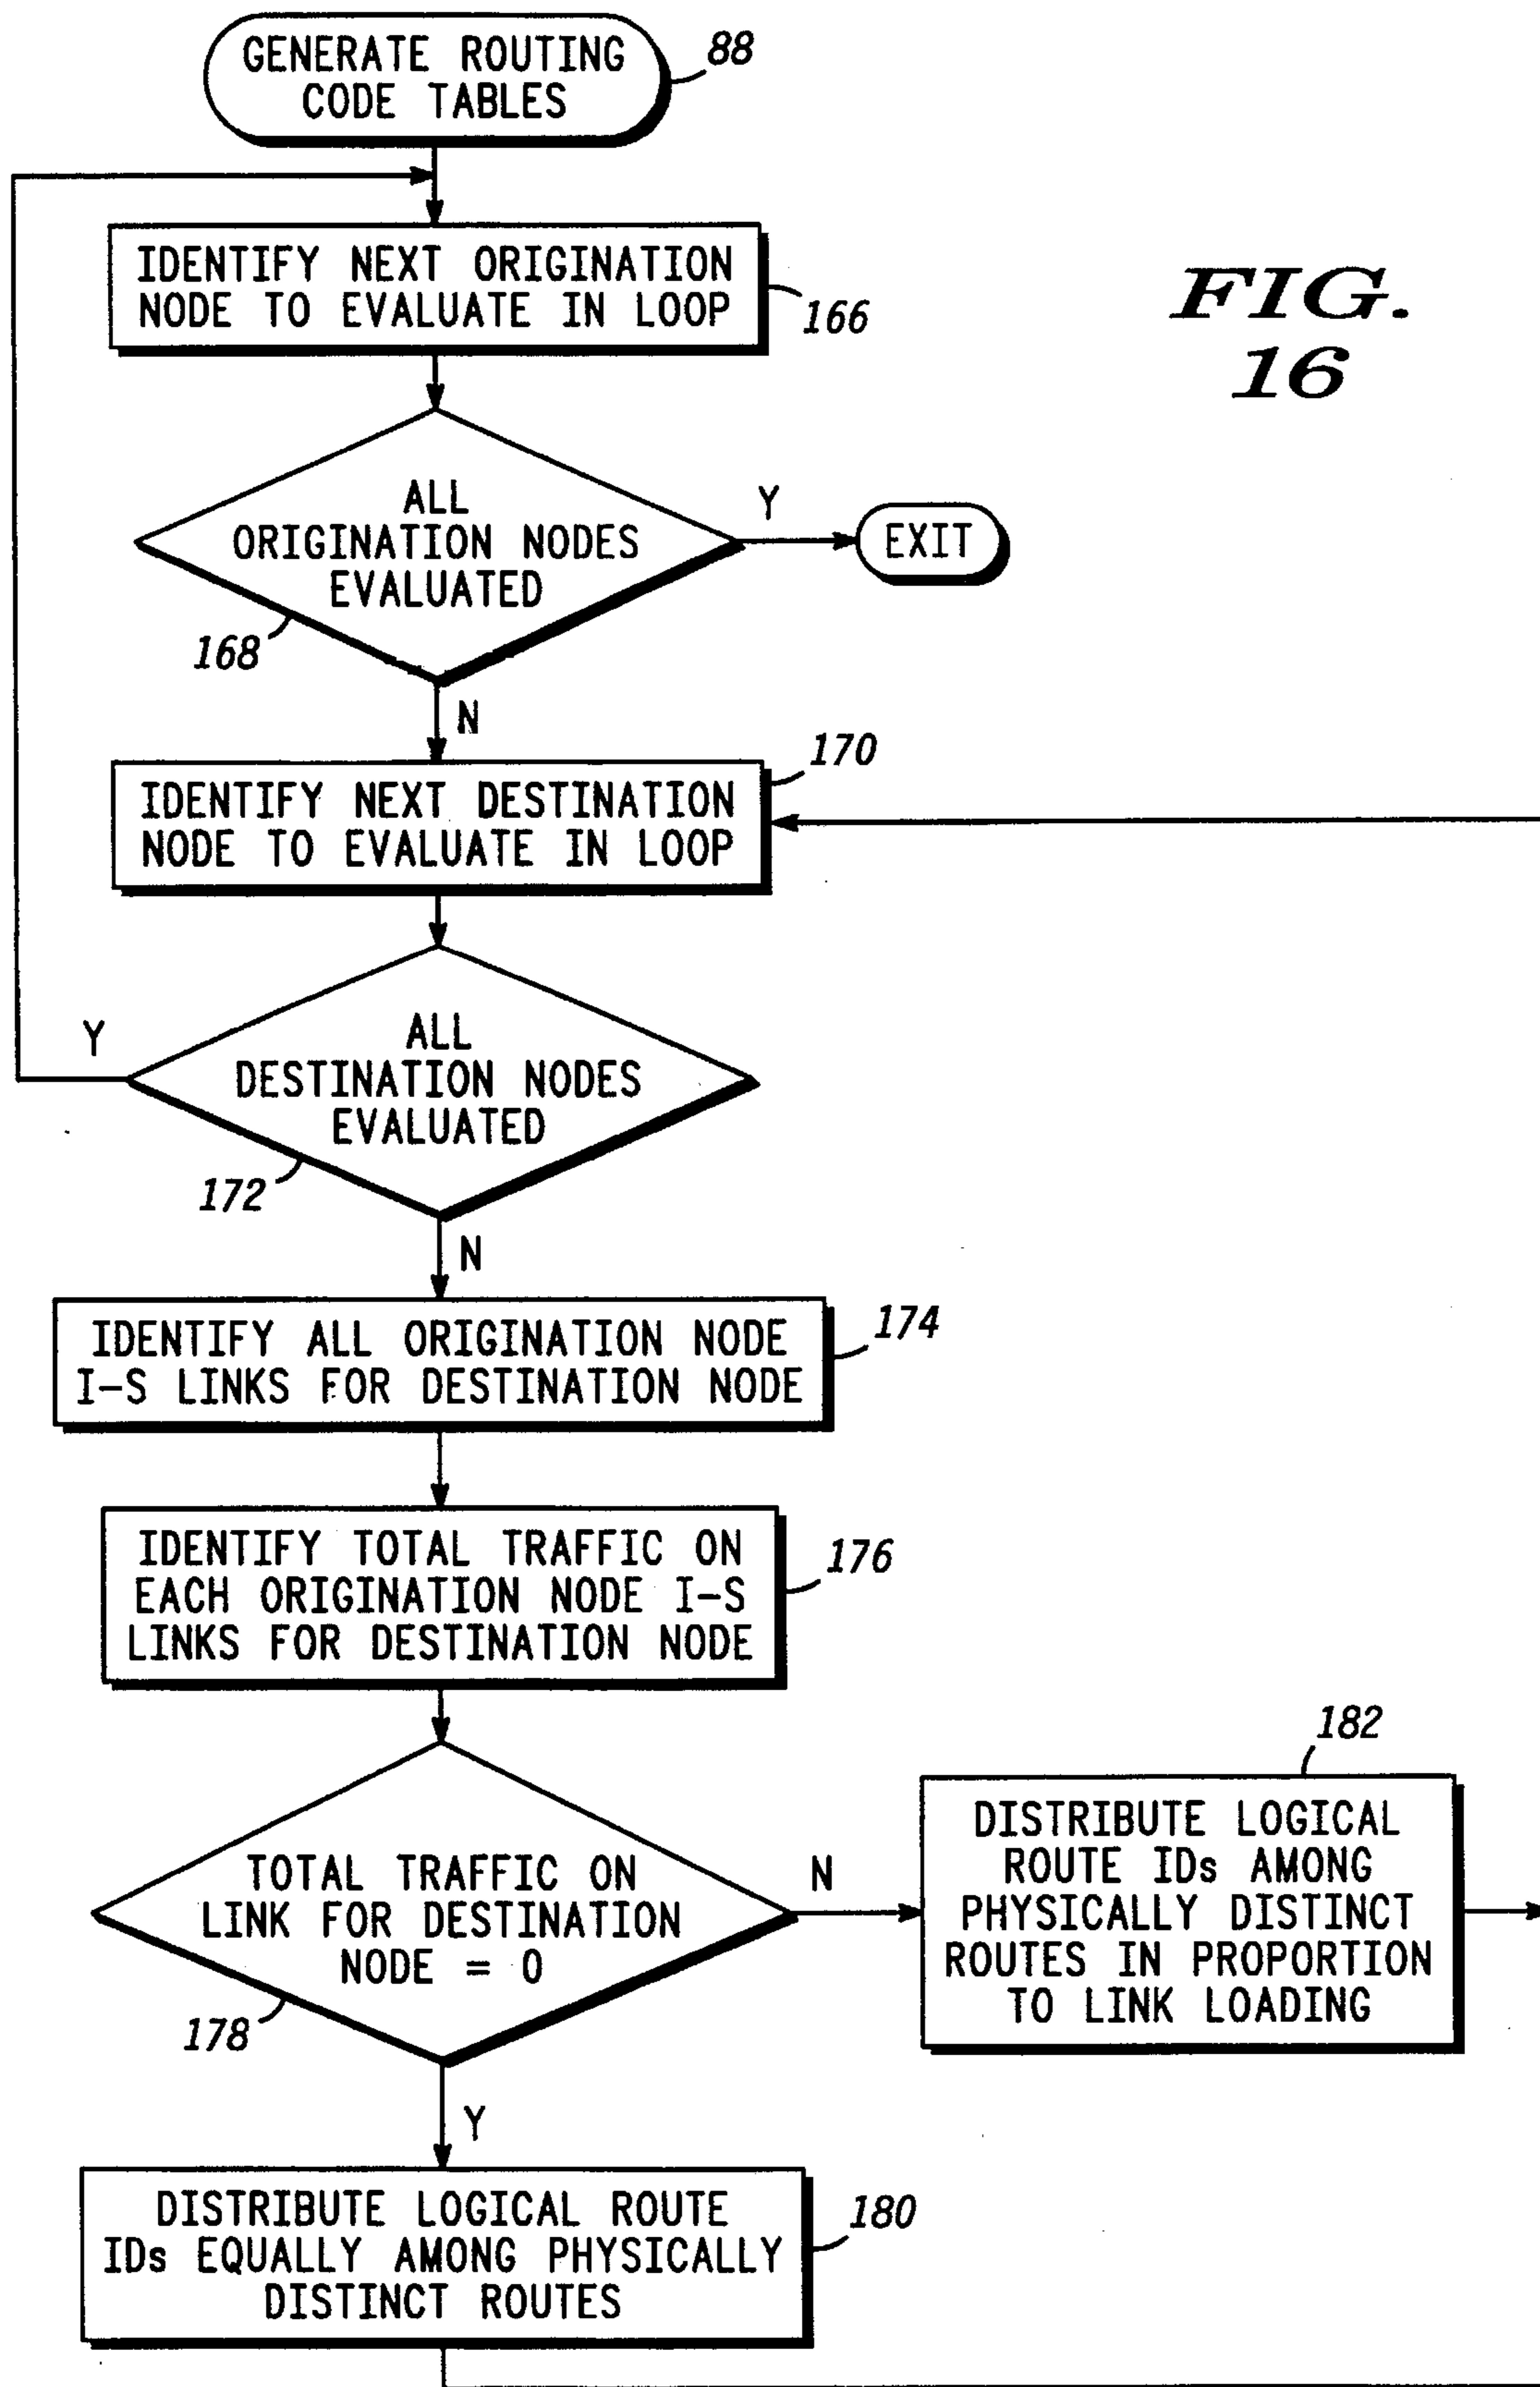 GENERATE ROUTING
CODE TABLES
88
IDENTIFY NEXT ORIGINATION
NODE TO EVALUATE IN LOOP
166
FIG.
16
ALL
ORIGINATION NODES
EVALUATED
168
Y
EXIT
N
170
IDENTIFY NEXT DESTINATION
NODE TO EVALUATE IN LOOP
Y
ALL
DESTINATION NODES
EVALUATED
172
N
IDENTIFY ALL ORIGINATION NODE
I-S LINKS FOR DESTINATION NODE
174
IDENTIFY TOTAL TRAFFIC ON
EACH ORIGINATION NODE I-S
LINKS FOR DESTINATION NODE
176
TOTAL TRAFFIC ON
LINK FOR DESTINATION
NODE = 0
178
N
182
DISTRIBUTE LOGICAL
ROUTE IDs AMONG
PHYSICALLY DISTINCT
ROUTES IN PROPORTION
TO LINK LOADING
Y
DISTRIBUTE LOGICAL ROUTE
IDs EQUALLY AMONG PHYSICALLY
DISTINCT ROUTES
180